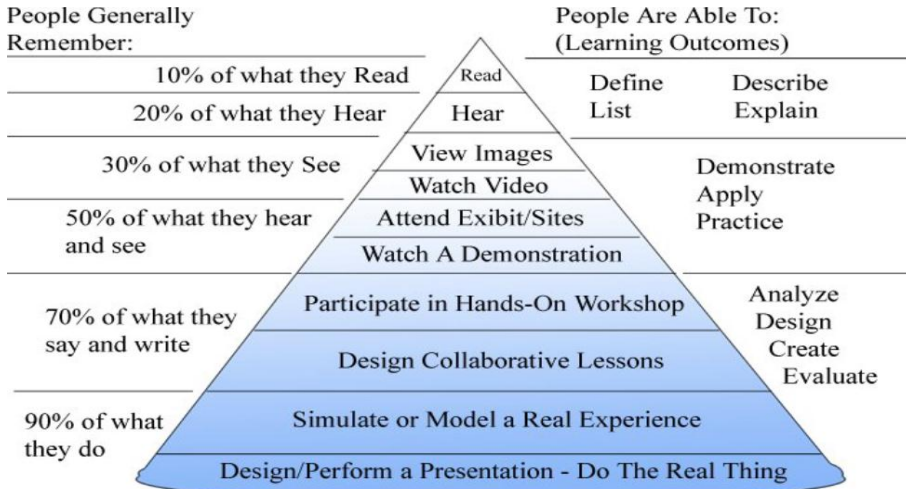 People Generally
Remember:
10% of what they Read
20% of what they Hear
30% of what they See
50% of what they hear
and see
70% of what they
say and write
90% of what
they do
Read
Hear
View Images
Watch Video
Attend Exibit/Sites
Watch A Demonstration
Participate in Hands-On Workshop
Design Collaborative Lessons
Simulate or Model a Real Experience
Design/Perform a Presentation - Do The Real Thing
People Are Able To:
(Learning Outcomes)
Define Describe
List Explain
Demonstrate
Apply
Practice
Analyze
Design
Create
Evaluate